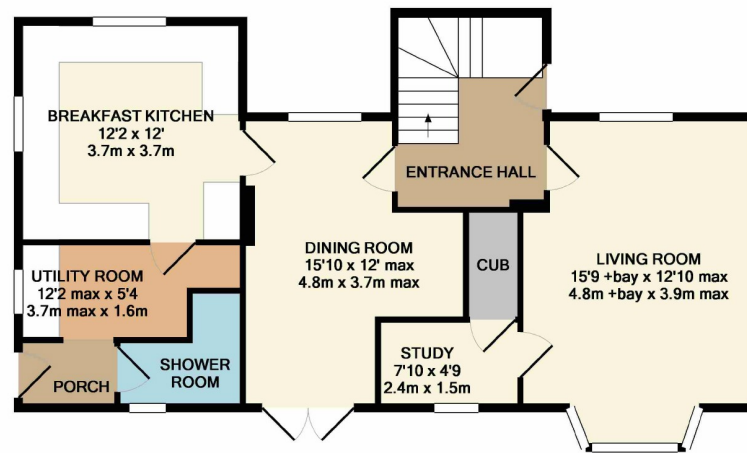 BREAKFAST KITCHEN
12'2 x 12'
3.7m x 3.7m
ENTRANCE HALL
DINING ROOM
15'10 x 12' max
4.8m x 3.7m max
CUB
LIVING ROOM
15'9 +bay x 12'10 max
4.8m +bay x 3.9m max
UTILITY ROOM
12'2 max x 5'4
3.7m max x 1.6m
STUDY
7'10 x 4'9
2.4m x 1.5m
SHOWER
ROOM
PORCH